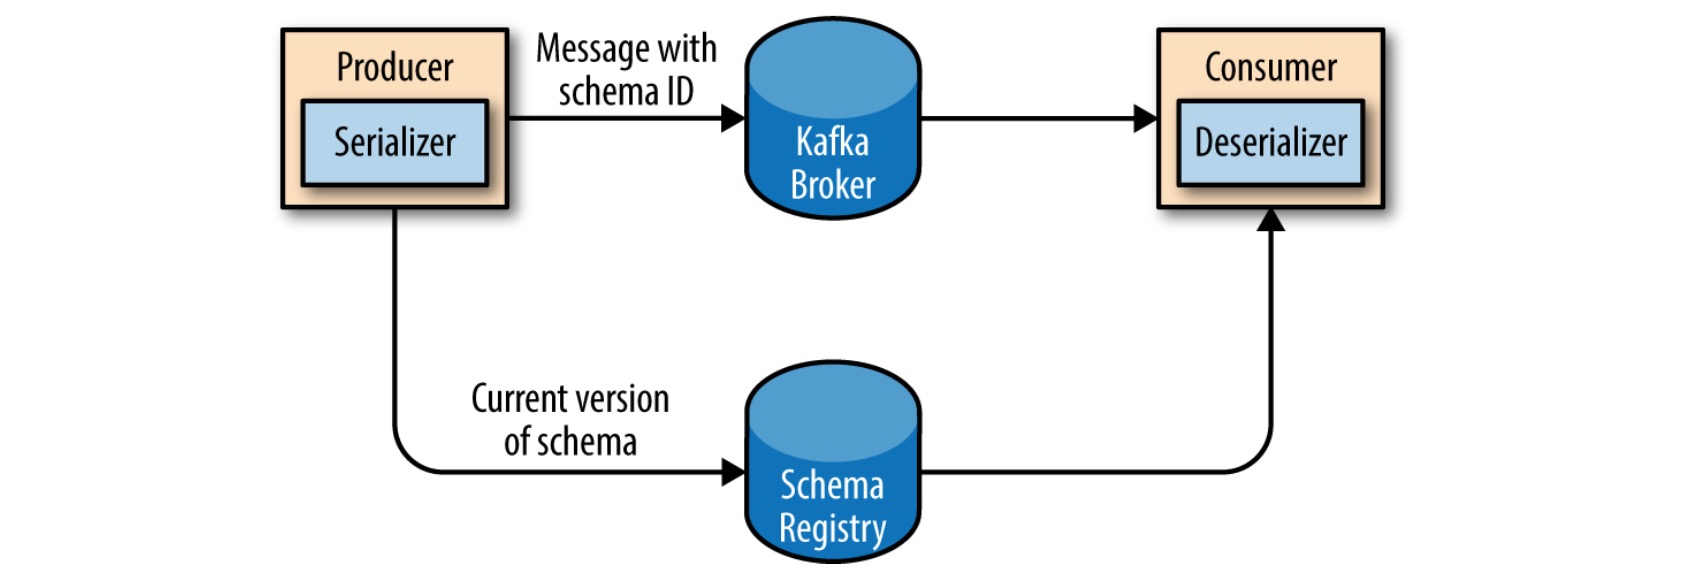 Producer
Serializer
Message with
schema ID
Kafka
Broker
Consumer
Deserializer
Current version
of schema
Schema
Registry